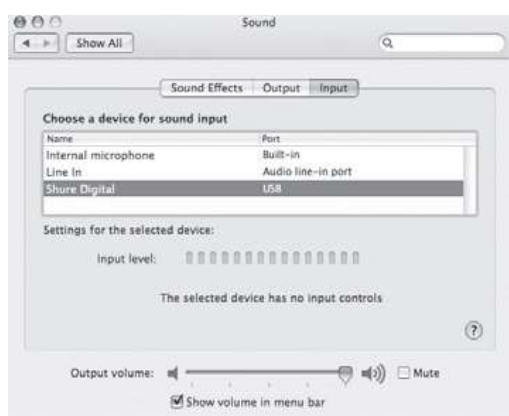 Sound
Show All
Sound Effects Output Input
Choose a device for sound input
Name Port
Internal microphone Built-in
Line In Audio line-in port
Shure Digital USB
Settings for the selected device:
Input level:
The selected device has no input controls
?
Output volume: Mute
Show volume in menu bar